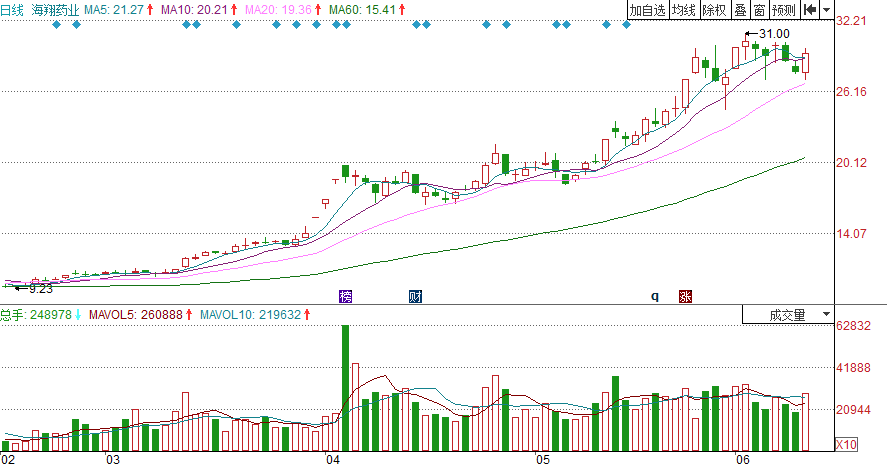 日线 海翔药业 MA5: 21.27 MA10: 20.21 MA20: 19.36 MA60: 15.41 加自选 均线 除权 叠 窗 预测
32.21
31.00
26.16
20.12
14.07
9.23
榜 财 q 涨
总手: 248978 MAVOL5: 260888 MAVOL10: 219632 成交量
62832
41888
20944
X10
02 03 04 05 06